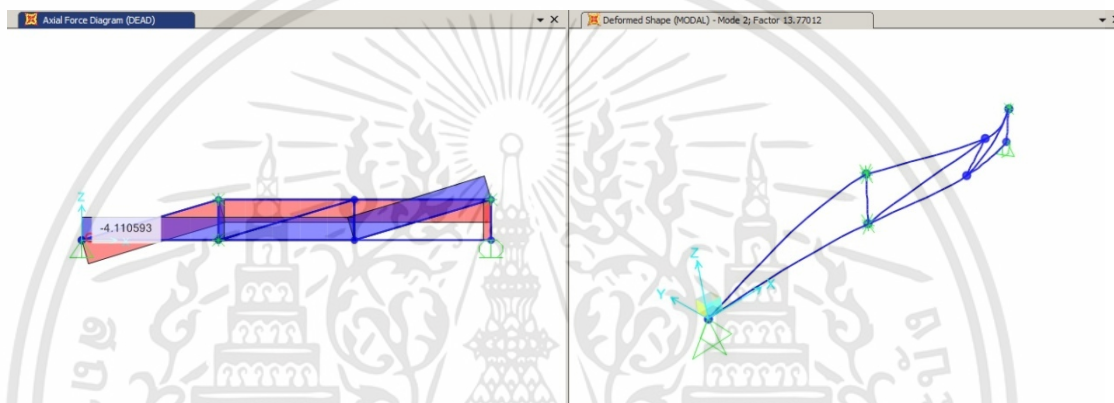 Axial Force Diagram (DEAD)
Deformed Shape (MODAL) - Mode 2; Factor 13.77012
Z
-4.110593
Z
Y
X